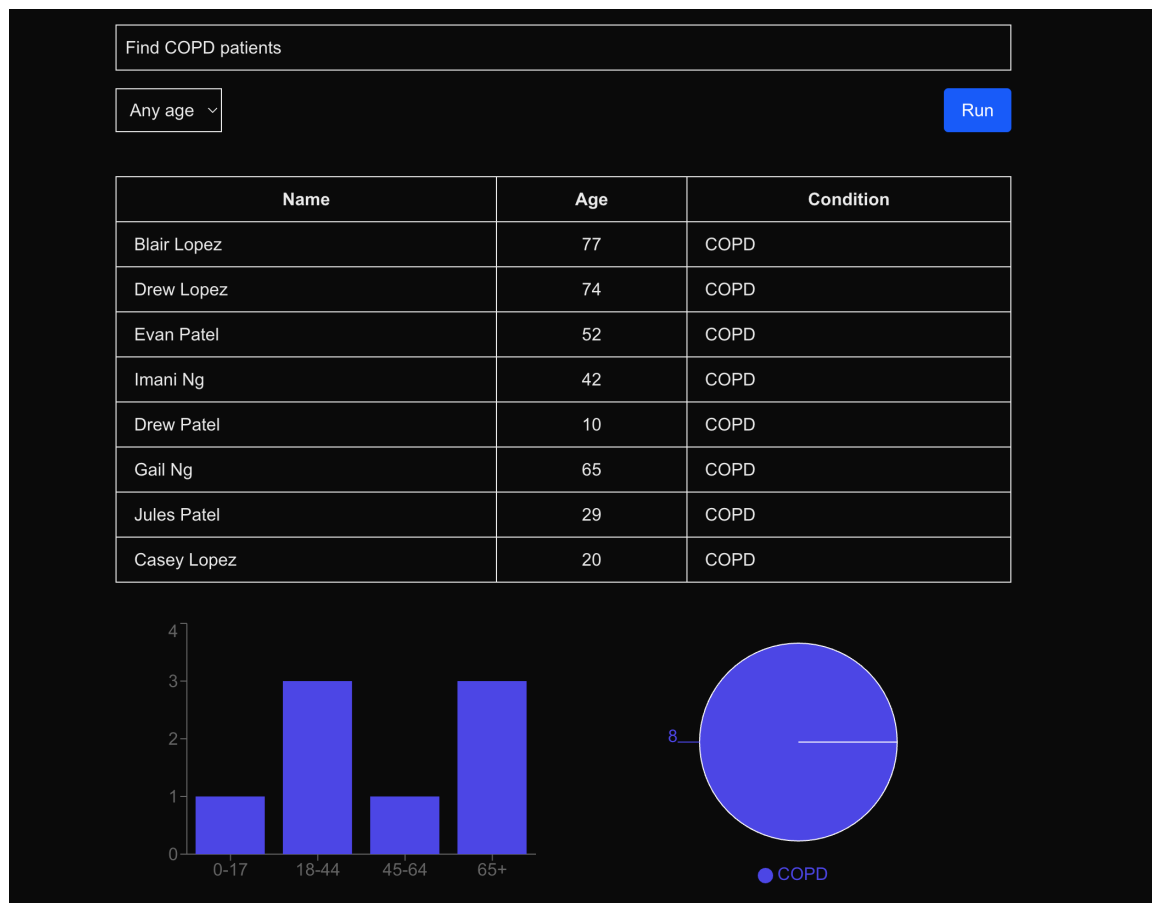 Find COPD patients
Any age
Run
Name Age Condition
Blair Lopez 77 COPD
Drew Lopez 74 COPD
Evan Patel 52 COPD
Imani Ng 42 COPD
Drew Patel 10 COPD
Gail Ng 65 COPD
Jules Patel 29 COPD
Casey Lopez 20 COPD
4
3
2
1
0
0-17 18-44 45-64 65+
8
COPD